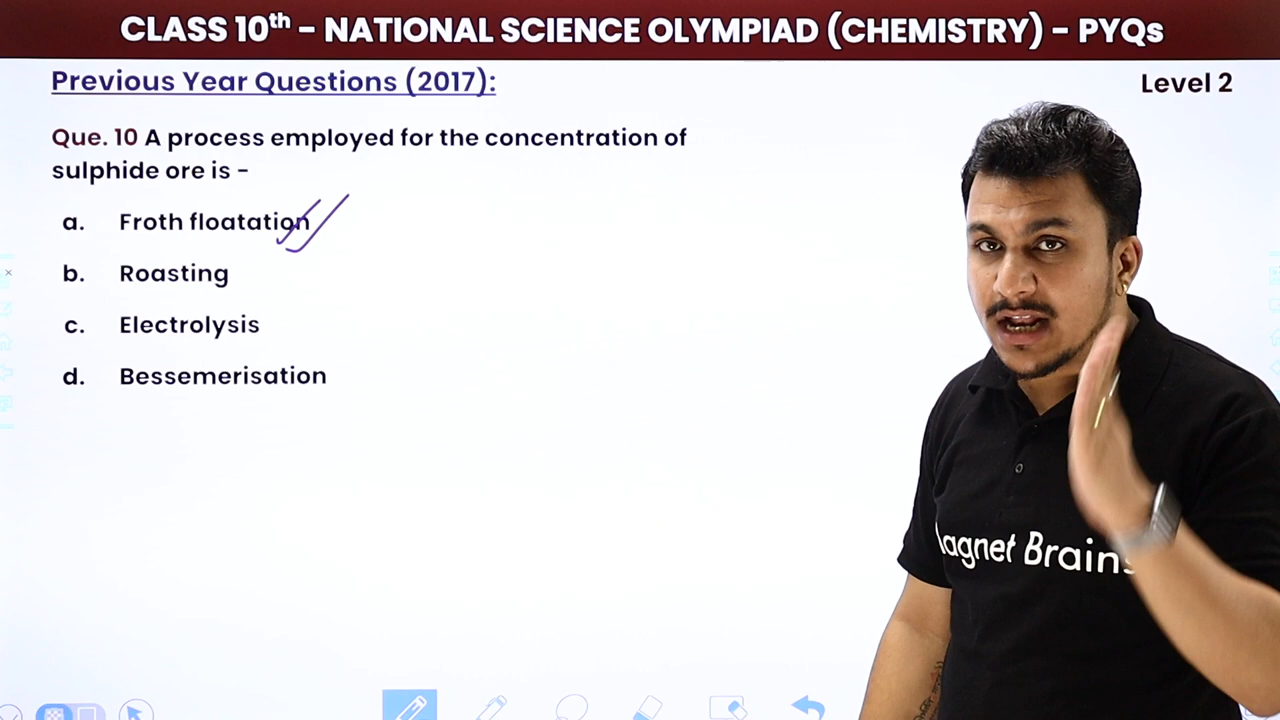 CLASS 10th – NATIONAL SCIENCE OLYMPIAD (CHEMISTRY) – PYQs
Previous Year Questions (2017):
Level 2
Que. 10 A process employed for the concentration of
sulphide ore is –
a. Froth floatation
b. Roasting
c. Electrolysis
d. Bessemerisation
agnet Brains